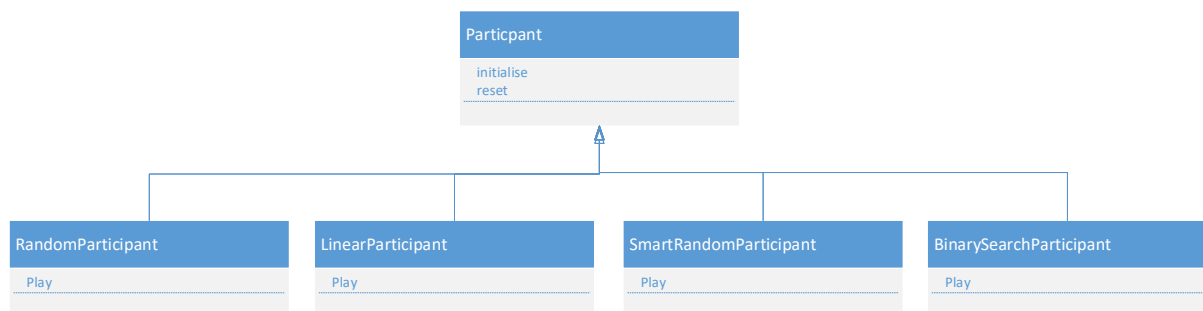 Particpant
initialise
reset
RandomParticipant
LinearParticipant
SmartRandomParticipant
BinarySearchParticipant
Play
Play
Play
Play